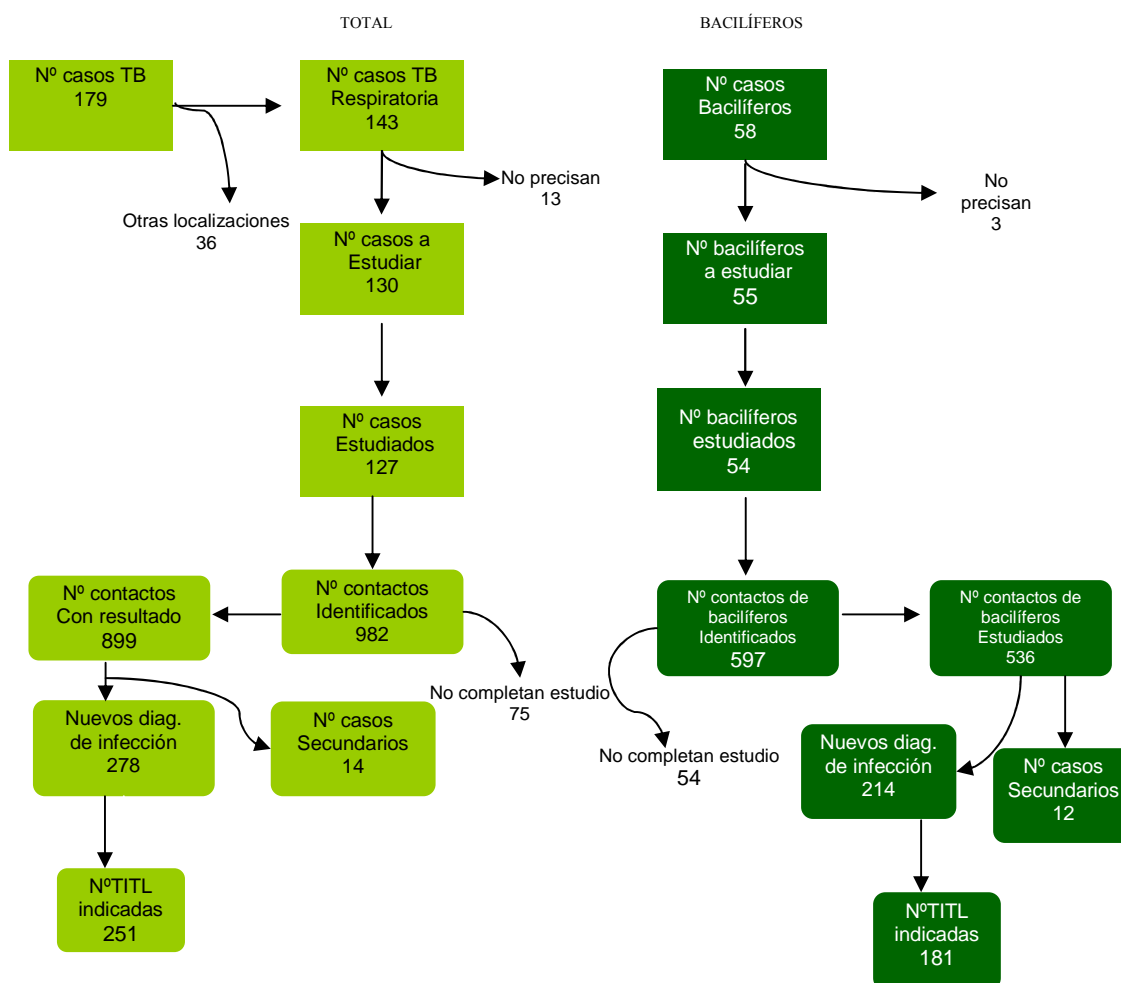 TOTAL
BACILÍFEROS
Nº casos TB
179
Nº casos TB
Respiratoria
143
Nº casos
Bacilíferos
58
No precisan
13
No
precisan
3
Otras localizaciones
36
Nº casos a
Estudiar
130
Nº bacilíferos
a estudiar
55
Nº casos
Estudiados
127
Nº bacilíferos
estudiados
54
Nº contactos
Con resultado
899
Nº contactos
Identificados
982
Nº contactos de
bacilíferos
Identificados
597
Nº contactos de
bacilíferos
Estudiados
536
No completan estudio
75
Nuevos diag.
de infección
278
Nº casos
Secundarios
14
No completan estudio
54
Nuevos diag.
de infección
214
Nº casos
Secundarios
12
NºTITL
indicadas
251
NºTITL
indicadas
181